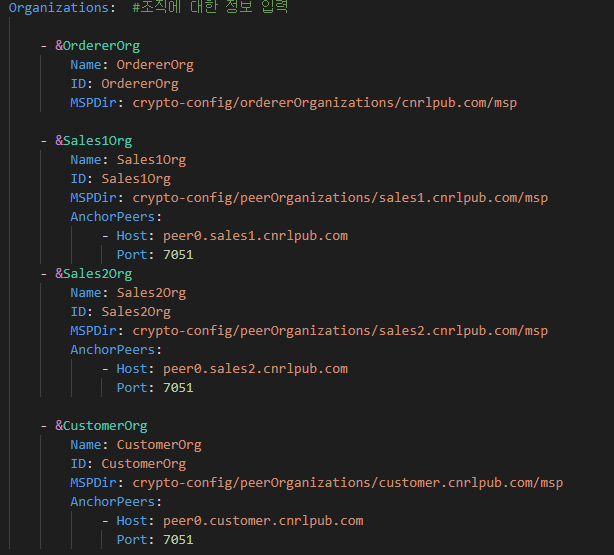 Organizations:  #조직에 대한 정보 입력
- &OrdererOrg
Name: OrdererOrg
ID: OrdererOrg
MSPDir: crypto-config/ordererOrganizations/cnrlpub.com/msp
- &Sales1Org
Name: Sales1Org
ID: Sales1Org
MSPDir: crypto-config/peerOrganizations/sales1.cnrlpub.com/msp
AnchorPeers:
- Host: peer0.sales1.cnrlpub.com
Port: 7051
- &Sales2Org
Name: Sales2Org
ID: Sales2Org
MSPDir: crypto-config/peerOrganizations/sales2.cnrlpub.com/msp
AnchorPeers:
- Host: peer0.sales2.cnrlpub.com
Port: 7051
- &CustomerOrg
Name: CustomerOrg
ID: CustomerOrg
MSPDir: crypto-config/peerOrganizations/customer.cnrlpub.com/msp
AnchorPeers:
- Host: peer0.customer.cnrlpub.com
Port: 7051